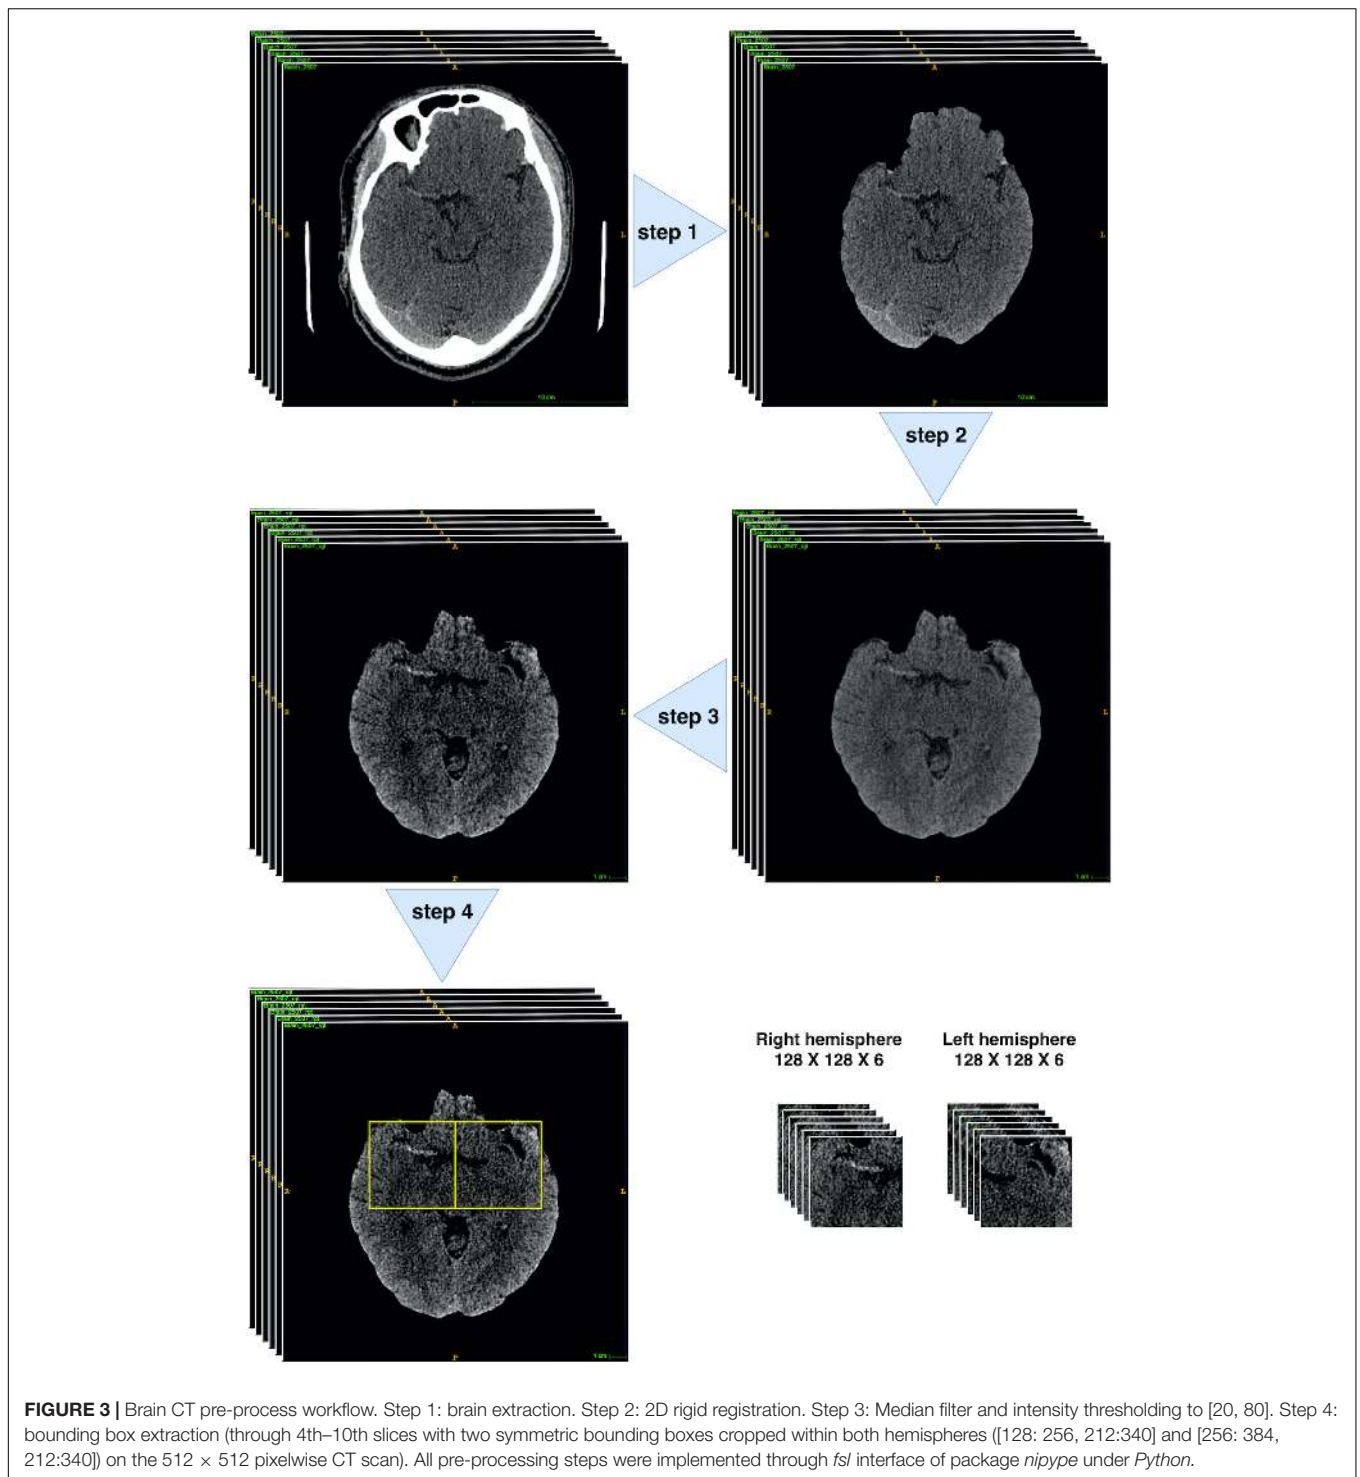 step 1
10 cm
10 cm
step 2
step 3
step 4
Right hemisphere
128 X 128 X 6
Left hemisphere
128 X 128 X 6
FIGURE 3 | Brain CT pre-process workflow. Step 1: brain extraction. Step 2: 2D rigid registration. Step 3: Median filter and intensity thresholding to [20, 80]. Step 4:
bounding box extraction (through 4th–10th slices with two symmetric bounding boxes cropped within both hemispheres ([128: 256, 212:340] and [256: 384,
212:340]) on the 512 × 512 pixelwise CT scan). All pre-processing steps were implemented through fsl interface of package nipype under Python.